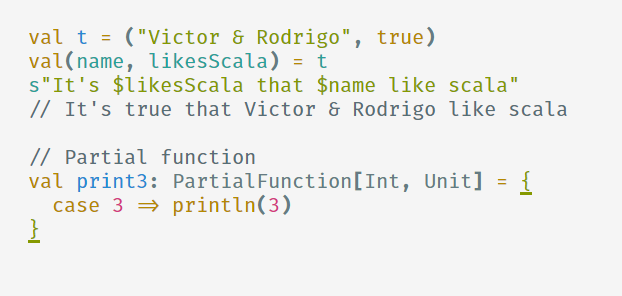 val t = ("Victor & Rodrigo", true)
val(name, likesScala) = t
s"It's $likesScala that $name like scala"
// It's true that Victor & Rodrigo like scala
// Partial function
val print3: PartialFunction[Int, Unit] = {
  case 3 => println(3)
}